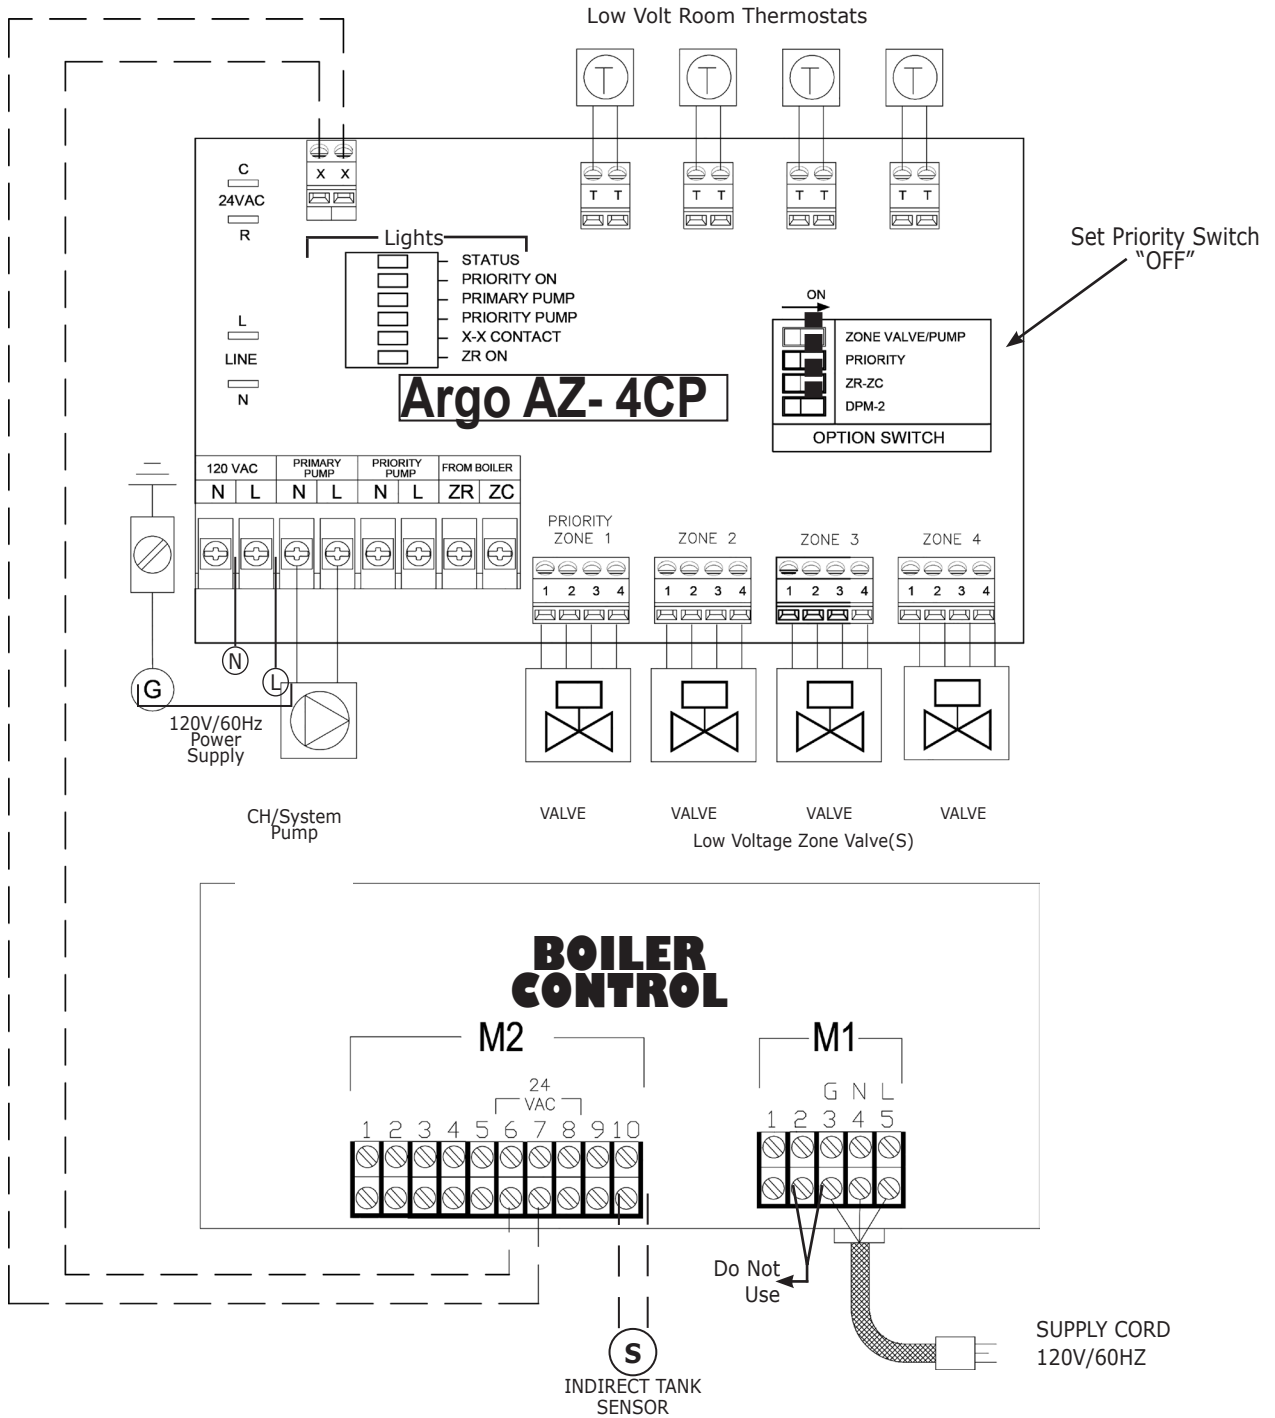 Low Volt Room Thermostats
T T T T
C
24VAC
R
X X
T T
T T
T T
T T
Lights
STATUS
PRIORITY ON
PRIMARY PUMP
PRIORITY PUMP
X-X CONTACT
ZR ON
Set Priority Switch
“OFF”
ON
ZONE VALVE/PUMP
PRIORITY
ZR-ZC
DPM-2
OPTION SWITCH
L
LINE
N
Argo AZ- 4CP
120 VAC
PRIMARY
PUMP
PRIORITY
PUMP
FROM BOILER
N L N L N L ZR ZC
PRIORITY
ZONE 1
ZONE 2
ZONE 3
ZONE 4
1 2 3 4
1 2 3 4
1 2 3 4
1 2 3 4
N
L
G
120V/60Hz
Power
Supply
CH/System
Pump
VALVE
VALVE
VALVE
VALVE
Low Voltage Zone Valve(S)
BOILER
CONTROL
M2
M1
24
VAC
G N L
1 2 3 4 5 6 7 8 9 10
1 2 3 4 5
Do Not
Use
S
INDIRECT TANK
SENSOR
SUPPLY CORD
120V/60HZ